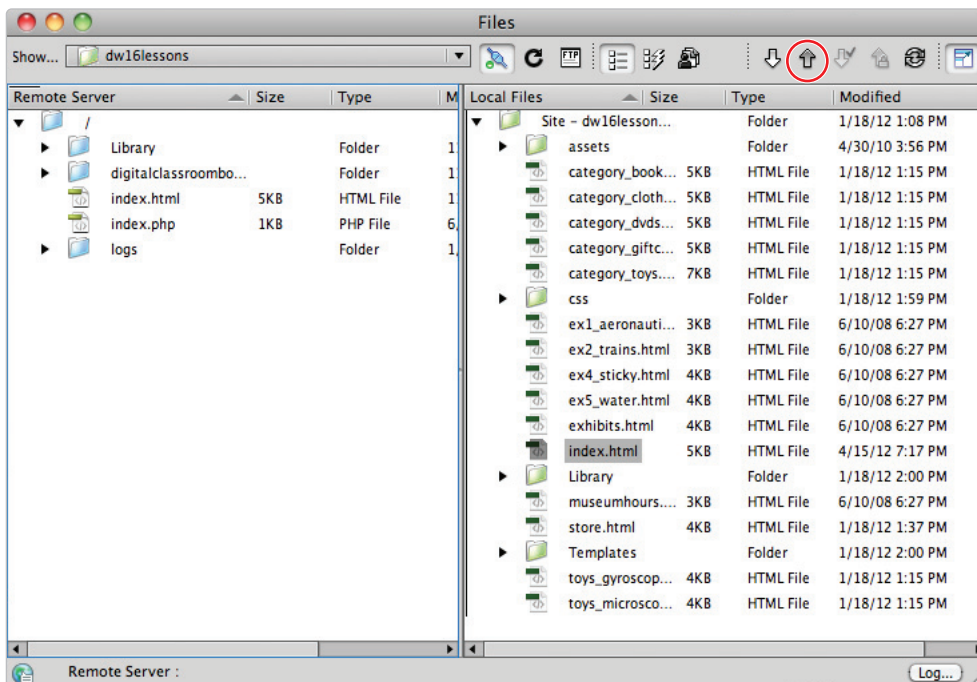 Files
Show... dw16lessons FTP
Remote Server Size Type M
/
Library Folder 1
digitalclassroombo... Folder 1
index.html 5KB HTML File 1
index.php 1KB PHP File 6,
logs Folder 1,
Local Files Size Type Modified
Site - dw16lesson... Folder 1/18/12 1:08 PM
assets Folder 4/30/10 3:56 PM
category_book... 5KB HTML File 1/18/12 1:15 PM
category_cloth... 5KB HTML File 1/18/12 1:15 PM
category_dvds... 5KB HTML File 1/18/12 1:15 PM
category_giftc... 5KB HTML File 1/18/12 1:15 PM
category_toys.... 7KB HTML File 1/18/12 1:15 PM
css Folder 1/18/12 1:59 PM
ex1_aeronauti... 3KB HTML File 6/10/08 6:27 PM
ex2_trains.html 3KB HTML File 6/10/08 6:27 PM
ex4_sticky.html 4KB HTML File 6/10/08 6:27 PM
ex5_water.html 4KB HTML File 6/10/08 6:27 PM
exhibits.html 4KB HTML File 6/10/08 6:27 PM
index.html 5KB HTML File 4/15/12 7:17 PM
Library Folder 1/18/12 2:00 PM
museumhours.... 3KB HTML File 6/10/08 6:27 PM
store.html 4KB HTML File 1/18/12 1:37 PM
Templates Folder 1/18/12 2:00 PM
toys_gyroscop... 4KB HTML File 1/18/12 1:15 PM
toys_microsco... 4KB HTML File 1/18/12 1:15 PM
Remote Server : Log...